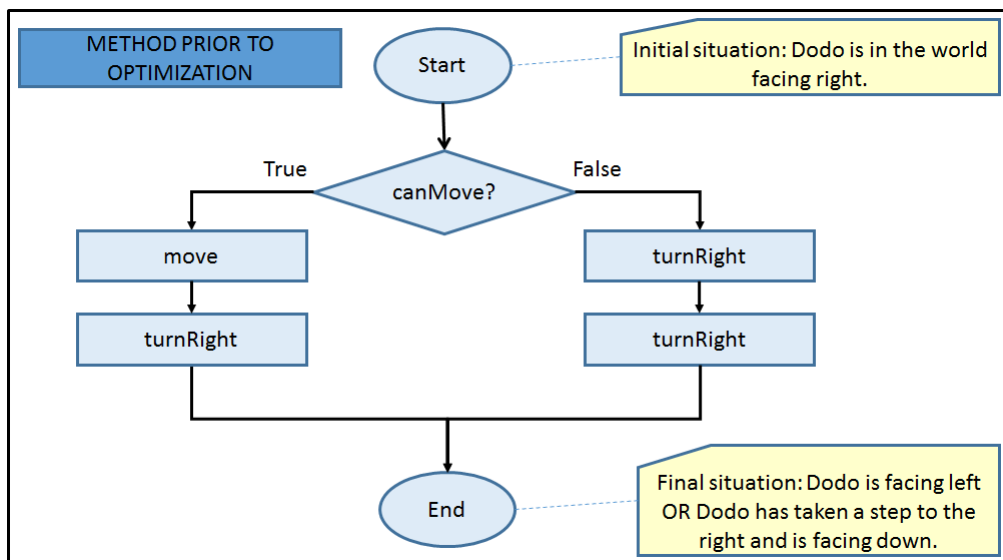 METHOD PRIOR TO
OPTIMIZATION
Start
Initial situation: Dodo is in the world
facing right.
True
False
canMove?
move
turnRight
turnRight
turnRight
End
Final situation: Dodo is facing left
OR Dodo has taken a step to the
right and is facing down.